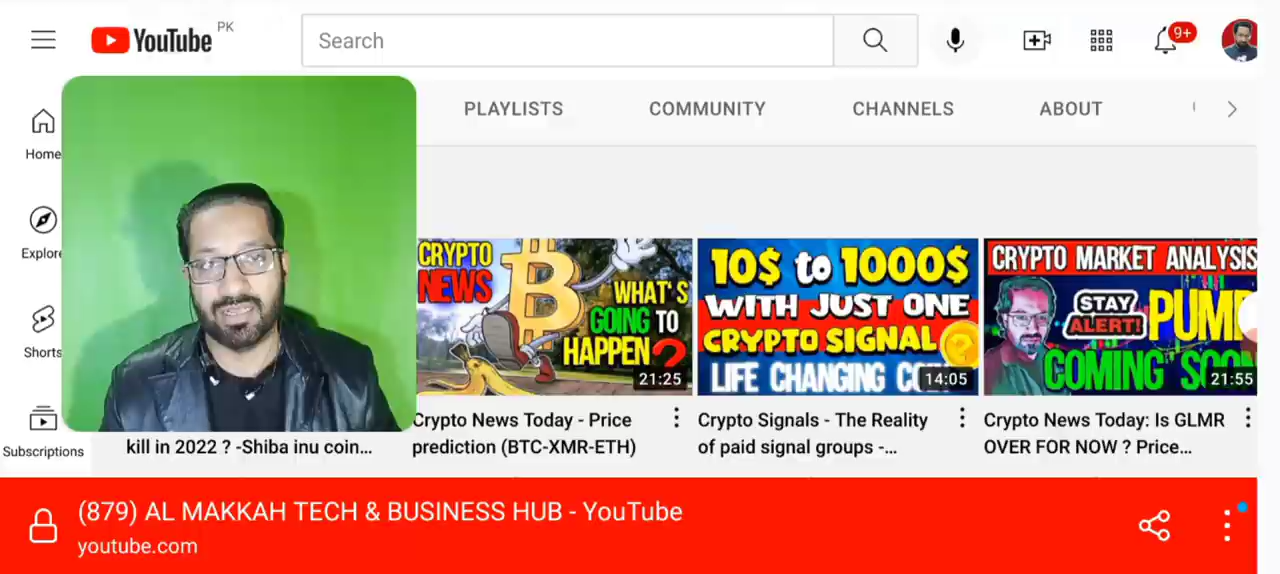 YouTube PK
Search
9+
PLAYLISTS
COMMUNITY
CHANNELS
ABOUT
Home
Explore
Shorts
Subscriptions
CRYPTO
NEWS
WHAT'S
GOING TO
HAPPEN?
21:25
10$ to 1000$
WITH JUST ONE
CRYPTO SIGNAL
LIFE CHANGING
14:05
CRYPTO MARKET ANALYSIS
STAY
ALERT!
PUMP
COMING
21:55
kill in 2022 ? -Shiba inu coin...
Crypto News Today - Price
prediction (BTC-XMR-ETH)
Crypto Signals - The Reality
of paid signal groups -...
Crypto News Today: Is GLMR
OVER FOR NOW ? Price...
(879) AL MAKKAH TECH & BUSINESS HUB - YouTube
youtube.com